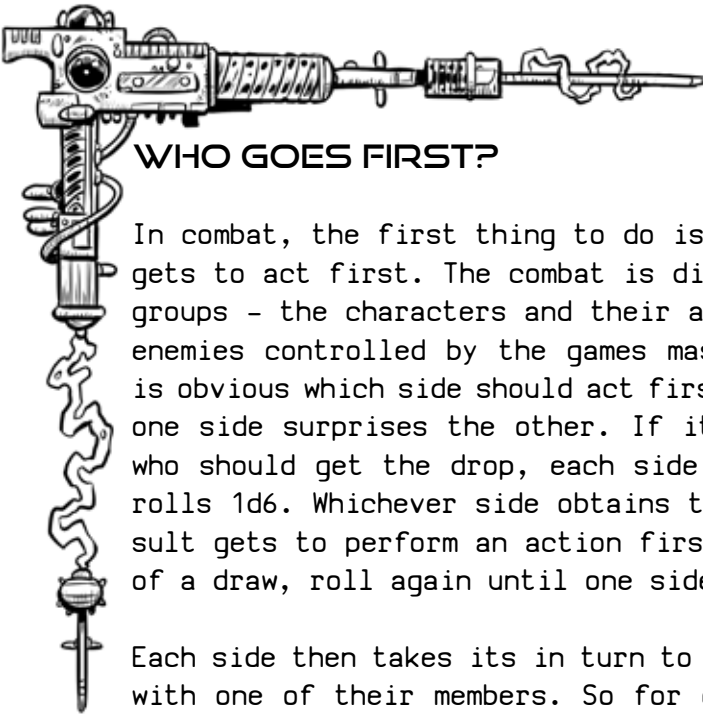 WHO GOES FIRST?
In combat, the first thing to do is
gets to act first. The combat is di
groups – the characters and their a
enemies controlled by the games mas
is obvious which side should act firs
one side surprises the other. If it
who should get the drop, each side
rolls 1d6. Whichever side obtains t
sult gets to perform an action firs
of a draw, roll again until one side
Each side then takes its in turn to
with one of their members. So for